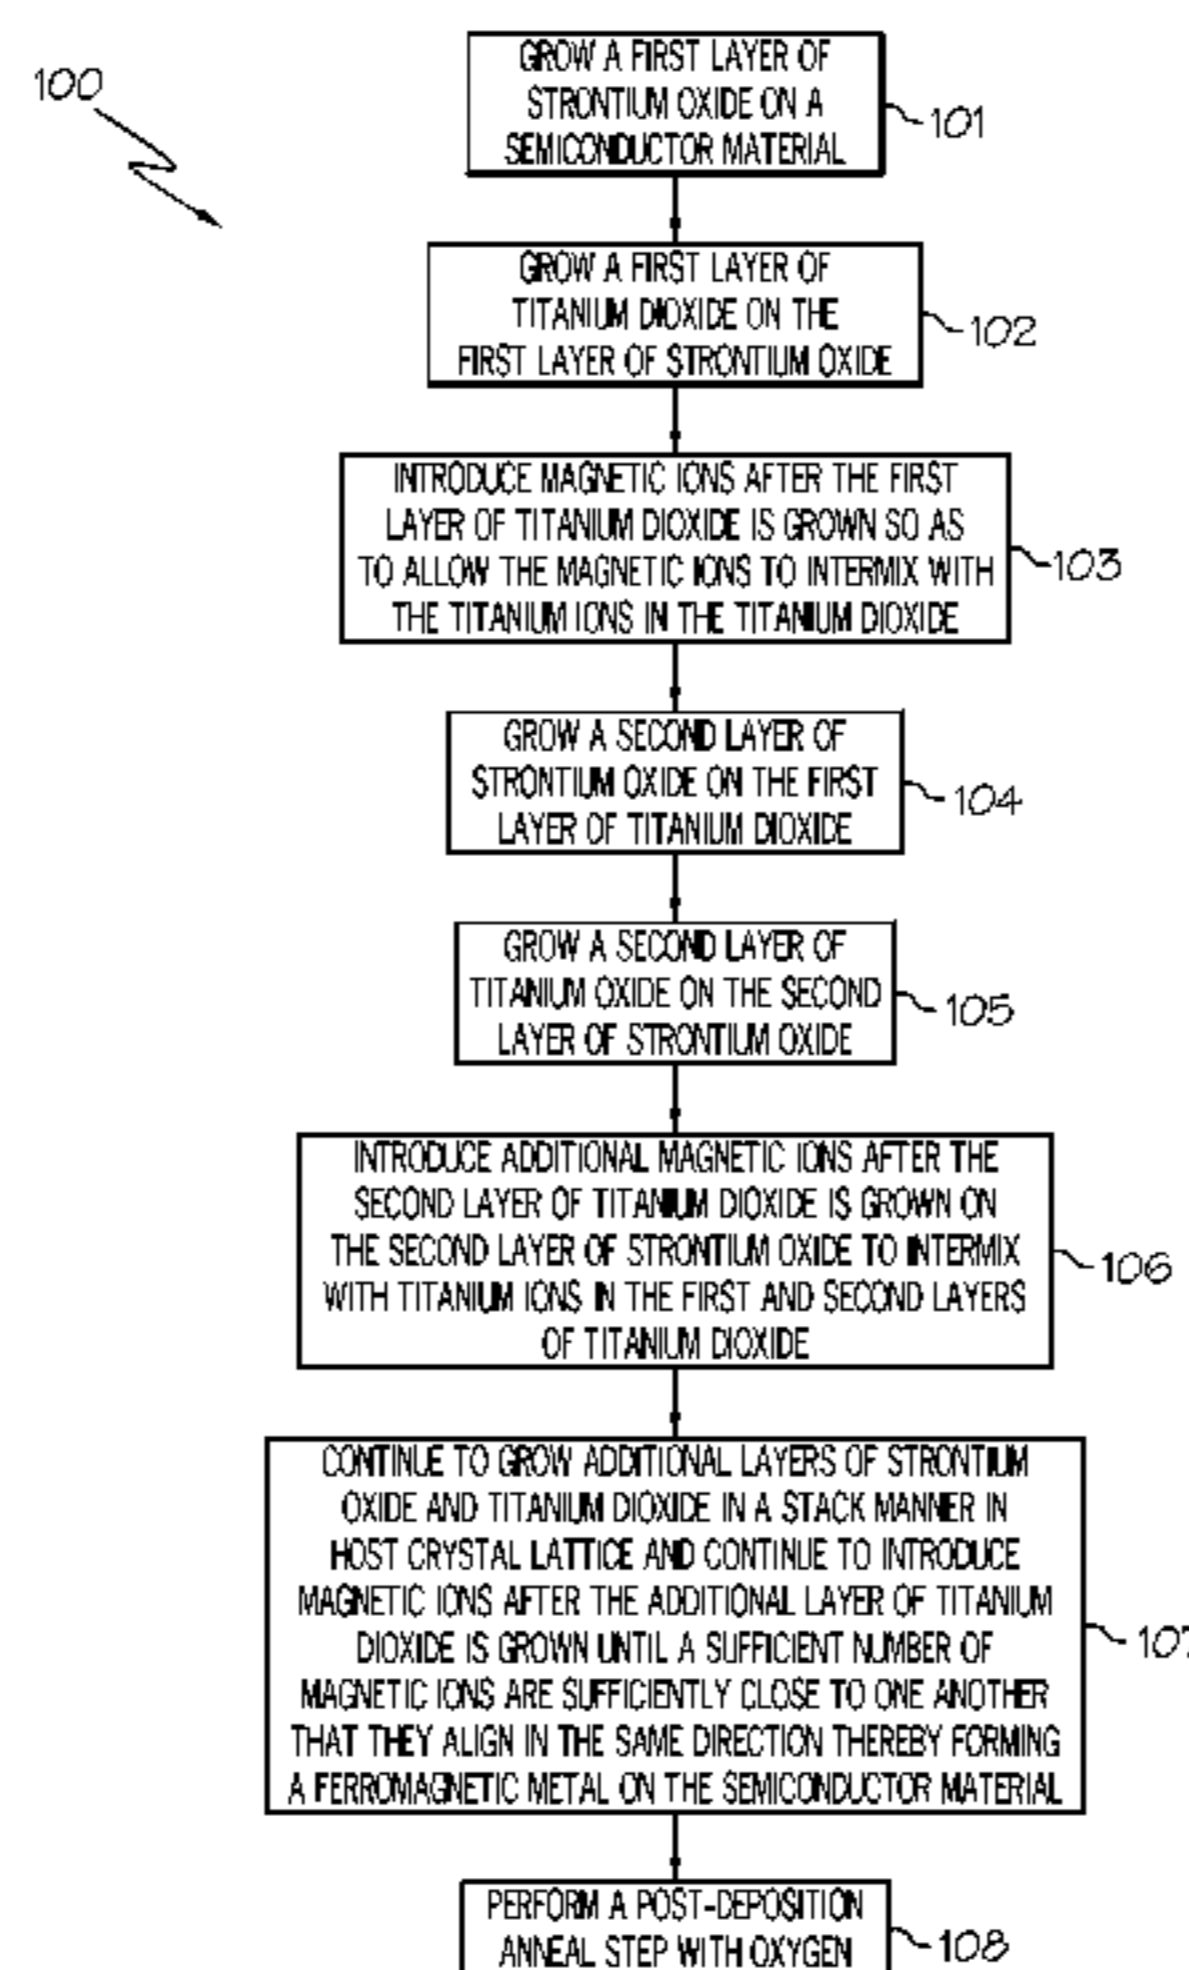 100
GROW A FIRST LAYER OF
STRONTIUM OXIDE ON A
SEMICONDUCTOR MATERIAL
101
GROW A FIRST LAYER OF
TITANIUM DIOXIDE ON THE
FIRST LAYER OF STRONTIUM OXIDE
102
INTRODUCE MAGNETIC IONS AFTER THE FIRST
LAYER OF TITANIUM DIOXIDE IS GROWN SO AS
TO ALLOW THE MAGNETIC IONS TO INTERMIX WITH
THE TITANIUM IONS IN THE TITANIUM DIOXIDE
103
GROW A SECOND LAYER OF
STRONTIUM OXIDE ON THE FIRST
LAYER OF TITANIUM DIOXIDE
104
GROW A SECOND LAYER OF
TITANIUM OXIDE ON THE SECOND
LAYER OF STRONTIUM OXIDE
105
INTRODUCE ADDITIONAL MAGNETIC IONS AFTER THE
SECOND LAYER OF TITANIUM DIOXIDE IS GROWN ON
THE SECOND LAYER OF STRONTIUM OXIDE TO INTERMIX
WITH TITANIUM IONS IN THE FIRST AND SECOND LAYERS
OF TITANIUM DIOXIDE
106
CONTINUE TO GROW ADDITIONAL LAYERS OF STRONTIUM
OXIDE AND TITANIUM DIOXIDE IN A STACK MANNER IN
HOST CRYSTAL LATTICE AND CONTINUE TO INTRODUCE
MAGNETIC IONS AFTER THE ADDITIONAL LAYER OF TITANIUM
DIOXIDE IS GROWN UNTIL A SUFFICIENT NUMBER OF
MAGNETIC IONS ARE SUFFICIENTLY CLOSE TO ONE ANOTHER
THAT THEY ALIGN IN THE SAME DIRECTION THEREBY FORMING
A FERROMAGNETIC METAL ON THE SEMICONDUCTOR MATERIAL
107
PERFORM A POST-DEPOSITION
ANNEAL STEP WITH OXYGEN
108